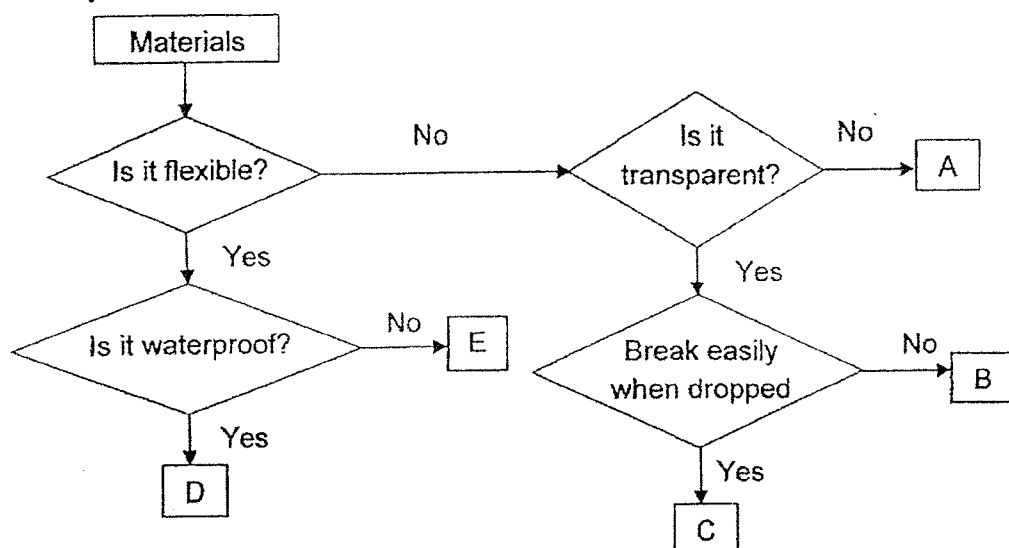 Materials
Is it flexible?
No
Is it
transparent?
No
A
Yes
Yes
Is it waterproof?
No
E
Break easily
when dropped
No
B
Yes
D
Yes
C